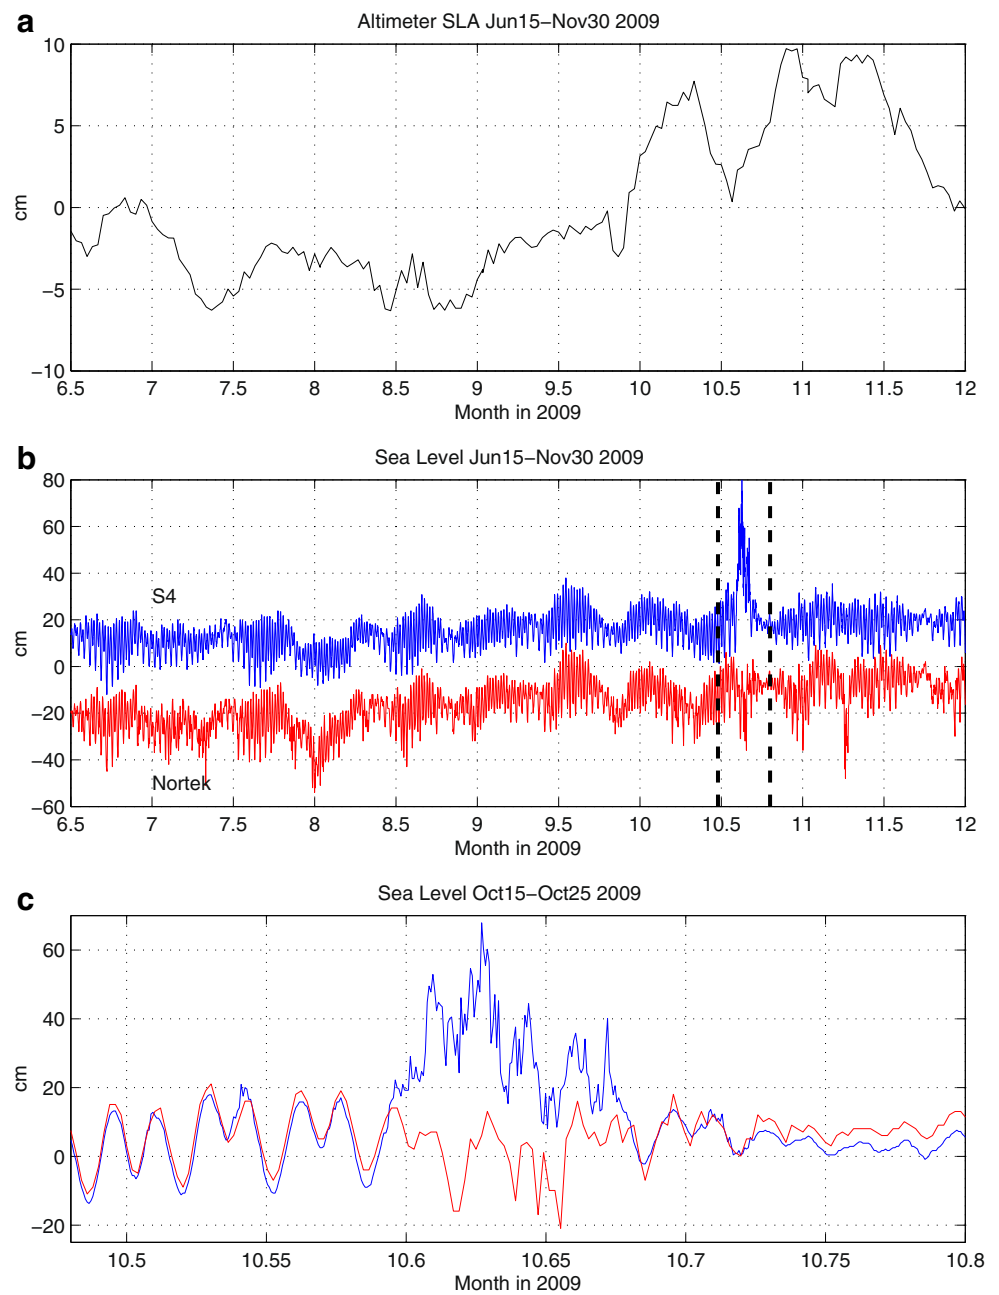 a
Altimeter SLA Jun15−Nov30 2009
10
5
0
−5
−10
cm
6.5 7 7.5 8 8.5 9 9.5 10 10.5 11 11.5 12
Month in 2009
b
Sea Level Jun15−Nov30 2009
80
60
40
20
0
−20
−40
−60
cm
S4
Nortek
6.5 7 7.5 8 8.5 9 9.5 10 10.5 11 11.5 12
Month in 2009
c
Sea Level Oct15−Oct25 2009
60
40
20
0
−20
cm
10.5 10.55 10.6 10.65 10.7 10.75 10.8
Month in 2009